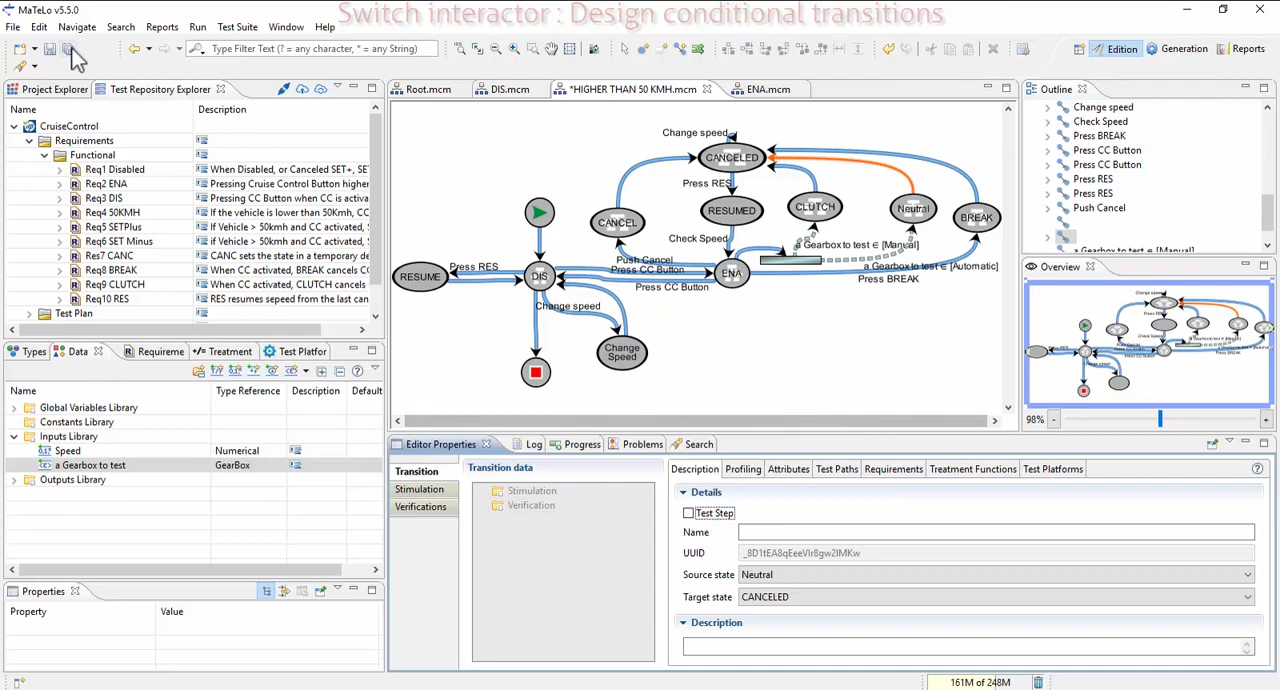 MaTeLo v5.5.0
Switch interactor : Design conditional transitions
File Edit Navigate Search Reports Run Test Suite Window Help
Type Filter Text (? = any character, * = any String)
Edition Generation Reports
Project Explorer Test Repository Explorer
Name Description
CruiseControl
Requirements
Functional
Req1 Disabled When Disabled, or Canceled SET+, SET
Req2 ENA Pressing Cruise Control Button higher
Req3 DIS Pressing CC Button when CC is active
Req4 50KMH If the vehicle is lower than 50Kmh, CC
Req5 SETPlus if Vehicle > 50kmh and CC activated,
Req6 SET Minus if Vehicle > 50kmh and CC activated,
Res7 CANC CANC sets the state in a temporary
Req8 BREAK When CC activated, BREAK cancels C
Req9 CLUTCH When CC activated, CLUTCH cancels
Req10 RES RES resumes sepeed from the last can
Test Plan
Types Data Requireme Treatment Test Platfor
Name Type Reference Description Default
Global Variables Library
Constants Library
Inputs Library
Speed Numerical
a Gearbox to test GearBox
Outputs Library
Properties
Property Value
Root.mcm DIS.mcm *HIGHER THAN 50 KMH.mcm ENA.mcm
Change speed
CANCELED
Press RES
CLUTCH
Neutral
CANCEL
RESUMED
BREAK
Check Speed
a Gearbox to test ∈ [Manual]
Push Cancel
Press RES
Press CC Button
a Gearbox to test ∈ [Automatic]
RESUME
DIS
ENA
Press BREAK
Press CC Button
Change speed
Change
Speed
Editor Properties Log Progress Problems Search
Transition
Stimulation
Verifications
Transition data
Stimulation
Verification
Description Profiling Attributes Test Paths Requirements Treatment Functions Test Platforms
Details
Test Step
Name
UUID _8D1tEA8qEeeVIr8gw2IMKw
Source state Neutral
Target state CANCELED
Description
Outline
Change speed
Check Speed
Press BREAK
Press CC Button
Press CC Button
Press RES
Press RES
Push Cancel
a Gearbox to test ∈ [Manual]
Overview
98%
161M of 248M